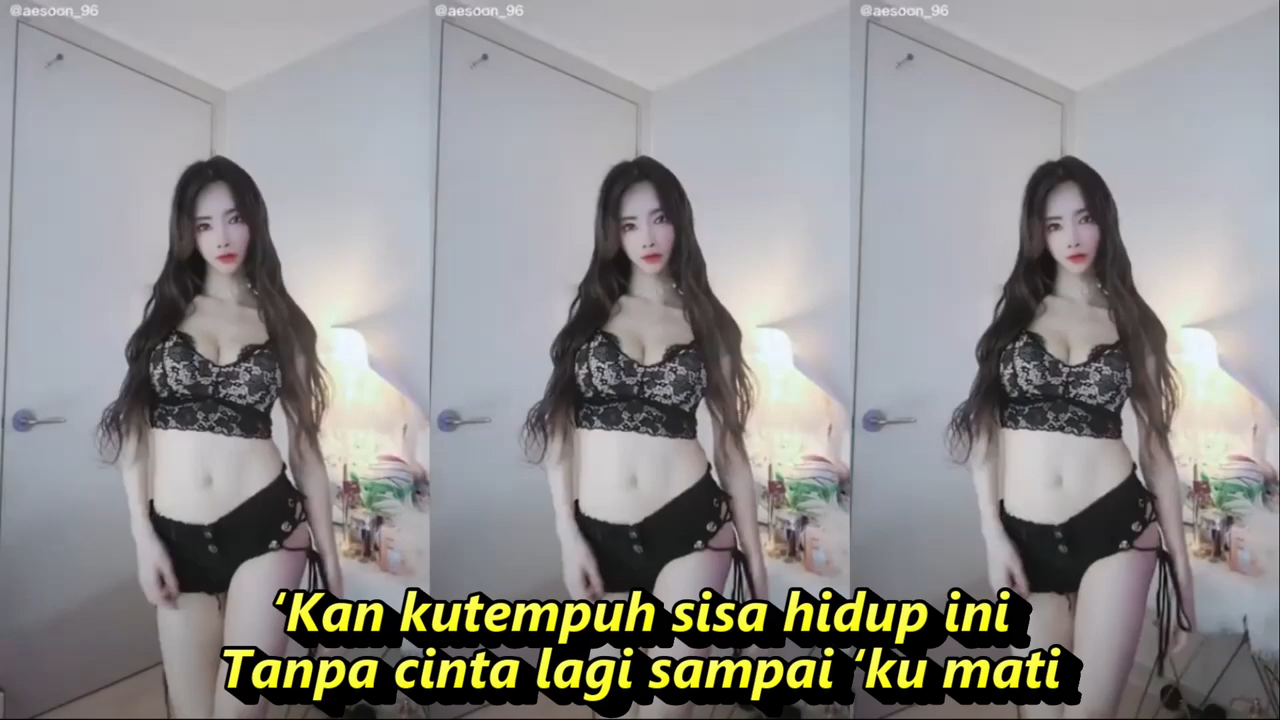 @aesoon_96 @aesoon_96 @aesoon_96
‘Kan kutempuh sisa hidup ini
Tanpa cinta lagi sampai ‘ku mati